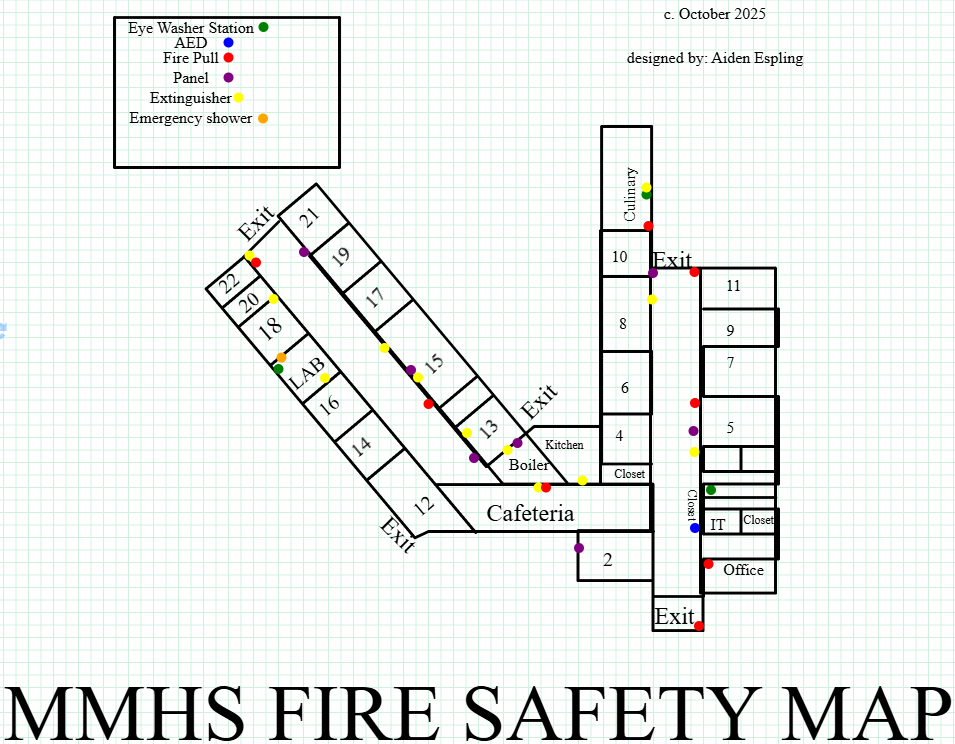 c. October 2025
designed by: Aiden Espling
Eye Washer Station
AED
Fire Pull
Panel
Extinguisher
Emergency shower
Exit
21
19
17
15
13
22
20
18
LAB
16
14
12
Exit
Exit
Kitchen
Boiler
Cafeteria
Culinary
10
8
6
4
Closet
2
Exit
11
9
7
5
Closet
IT
Closet
Office
Exit
MMHS FIRE SAFETY MAP